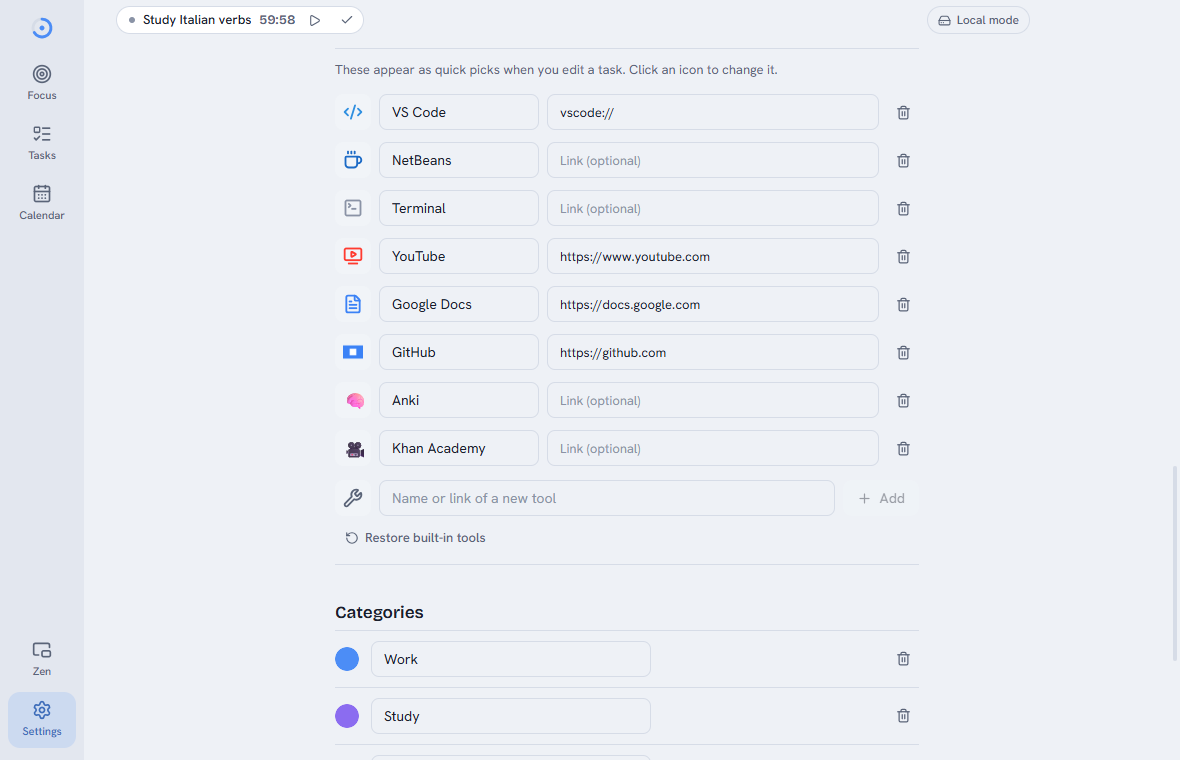 Study Italian verbs 59:58
Local mode
Focus
Tasks
Calendar
Zen
Settings
These appear as quick picks when you edit a task. Click an icon to change it.
VS Code vscode://
NetBeans Link (optional)
Terminal Link (optional)
YouTube https://www.youtube.com
Google Docs https://docs.google.com
GitHub https://github.com
Anki Link (optional)
Khan Academy Link (optional)
Name or link of a new tool Add
Restore built-in tools
Categories
Work
Study